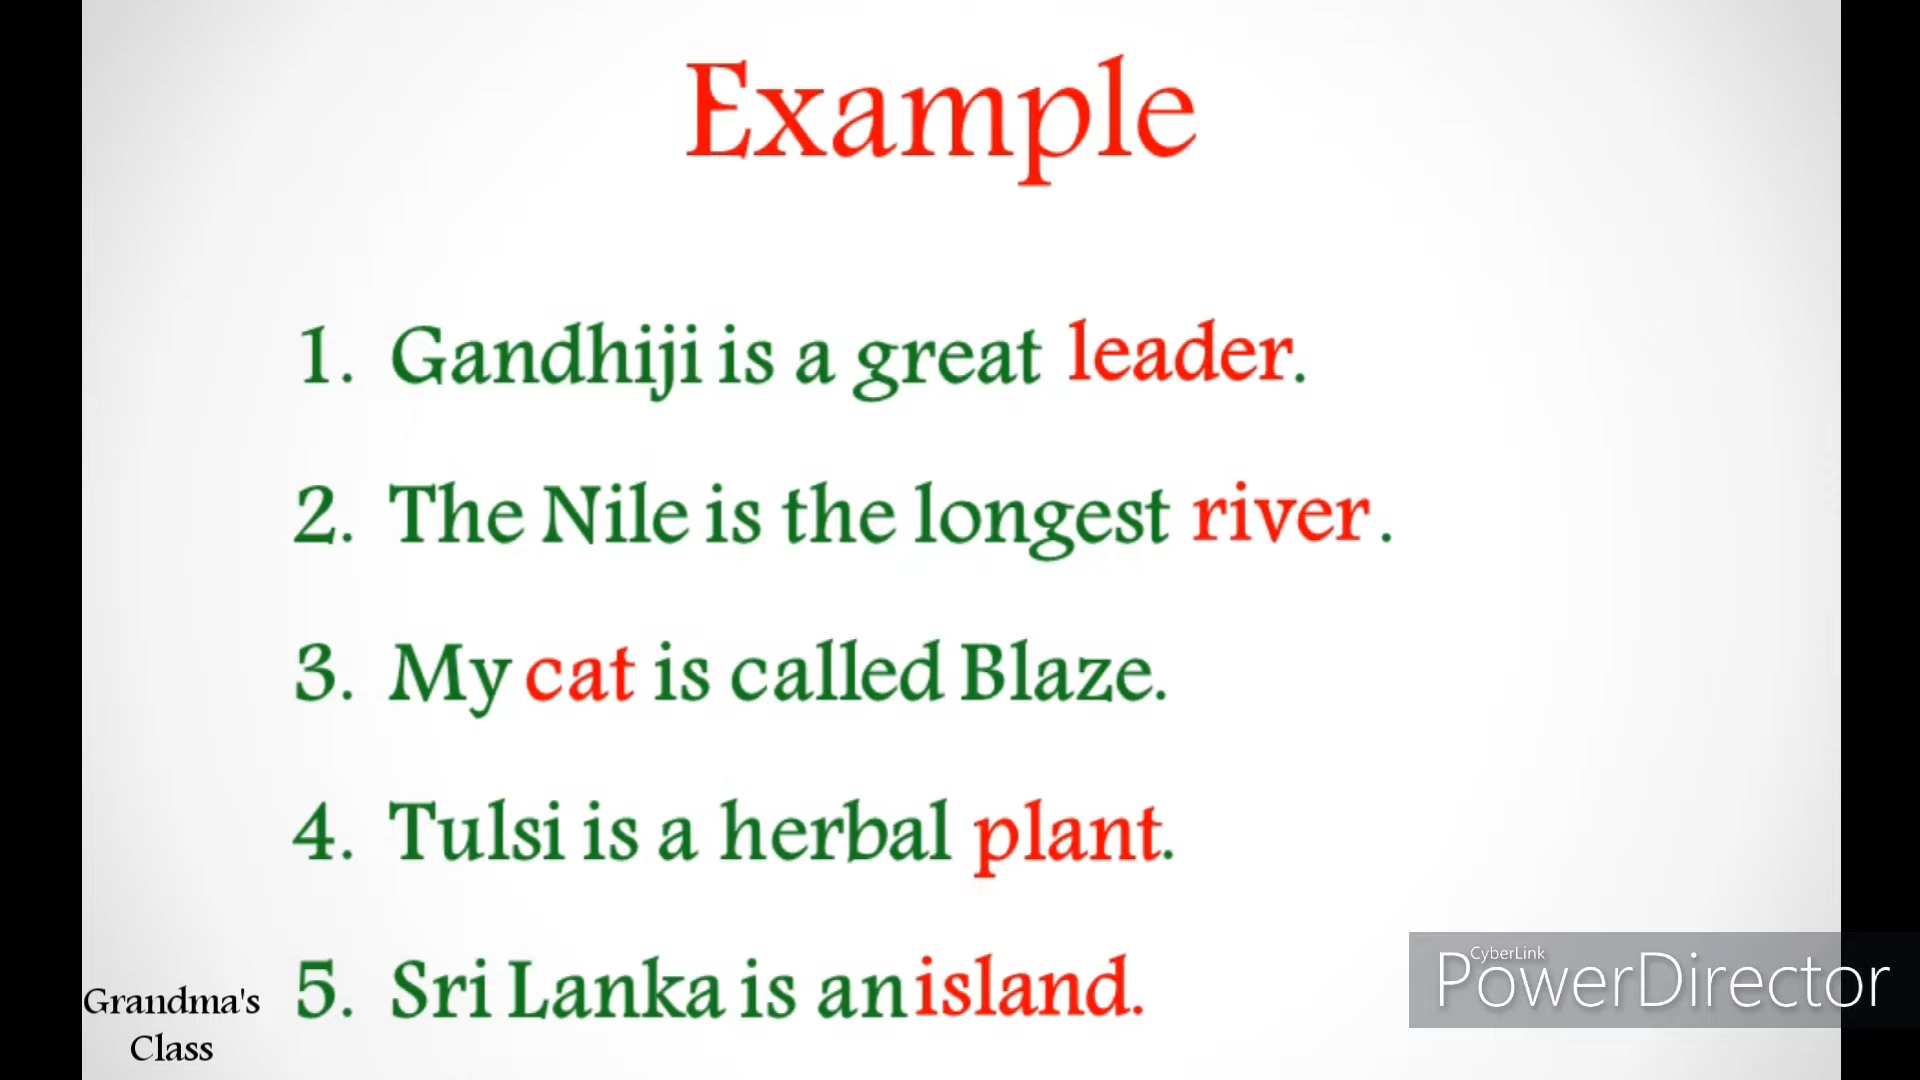 Example
1. Gandhiji is a great leader.
2. The Nile is the longest river.
3. My cat is called Blaze.
4. Tulsi is a herbal plant.
5. Sri Lanka is an island.
Grandma's
Class
CyberLink
PowerDirector